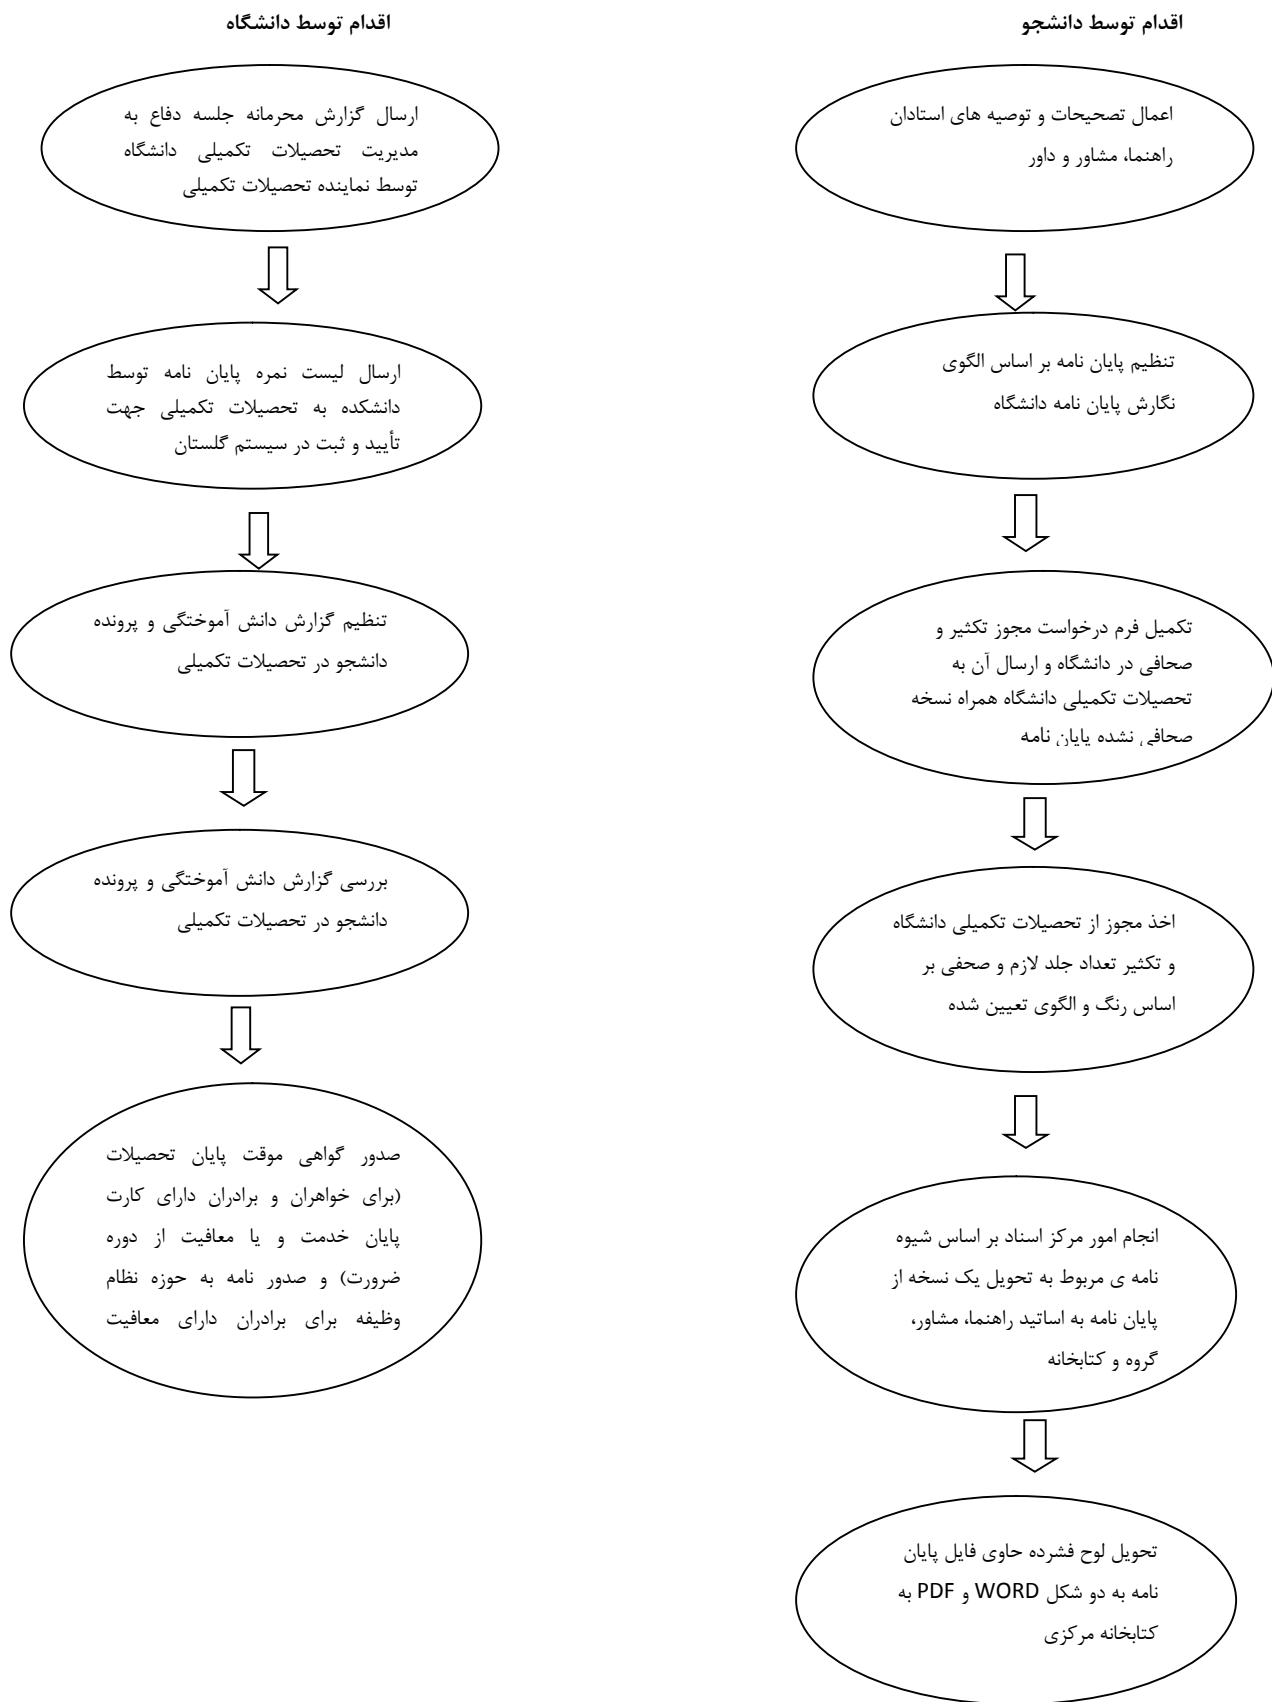 اقدام توسط دانشجو
اعمال تصحیحات و توصیه های استادان
راهنما، مشاور و داور
تنظیم پایان نامه بر اساس الگوی
نگارش پایان نامه دانشگاه
تکمیل فرم درخواست مجوز تکثیر و
صحافی در دانشگاه و ارسال آن به
تحصیلات تکمیلی دانشگاه همراه نسخه
صحافی نشده پایان نامه
اخذ مجوز از تحصیلات تکمیلی دانشگاه
و تکثیر تعداد جلد لازم و صحفی بر
اساس رنگ و الگوی تعیین شده
انجام امور مرکز اسناد بر اساس شیوه
نامه ی مربوط به تحویل یک نسخه از
پایان نامه به اساتید راهنما، مشاور،
گروه و کتابخانه
تحویل لوح فشرده حاوی فایل پایان
نامه به دو شکل WORD و PDF به
کتابخانه مرکزی
اقدام توسط دانشگاه
ارسال گزارش محرمانه جلسه دفاع به
مدیریت تحصیلات تکمیلی دانشگاه
توسط نماینده تحصیلات تکمیلی
ارسال لیست نمره پایان نامه توسط
دانشکده به تحصیلات تکمیلی جهت
تأیید و ثبت در سیستم گلستان
تنظیم گزارش دانش آموختگی و پرونده
دانشجو در تحصیلات تکمیلی
بررسی گزارش دانش آموختگی و پرونده
دانشجو در تحصیلات تکمیلی
صدور گواهی موقت پایان تحصیلات
(برای خواهران و برادران دارای کارت
پایان خدمت و یا معافیت از دوره
ضرورت) و صدور نامه به حوزه نظام
وظیفه برای برادران دارای معافیت